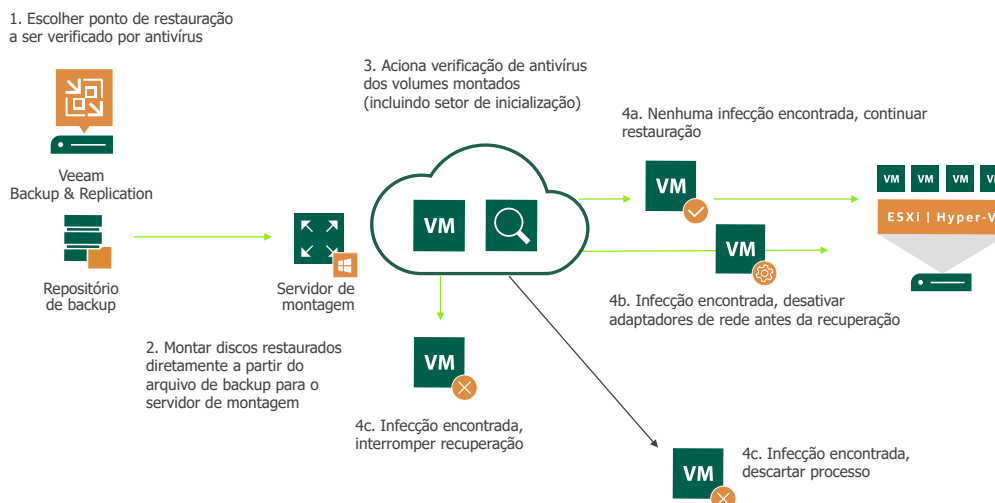 1. Escolher ponto de restauração
a ser verificado por antivírus
Veeam
Backup & Replication
Repositório
de backup
Servidor de
montagem
2. Montar discos restaurados
diretamente a partir do
arquivo de backup para o
servidor de montagem
3. Aciona verificação de antivírus
dos volumes montados
(incluindo setor de inicialização)
VM
4a. Nenhuma infecção encontrada, continuar
restauração
VM
VM
VM
VM
VM
ESXi | Hyper-V
VM
4b. Infecção encontrada, desativar
adaptadores de rede antes da recuperação
VM
4c. Infecção encontrada,
interromper recuperação
VM
4c. Infecção encontrada,
descartar processo